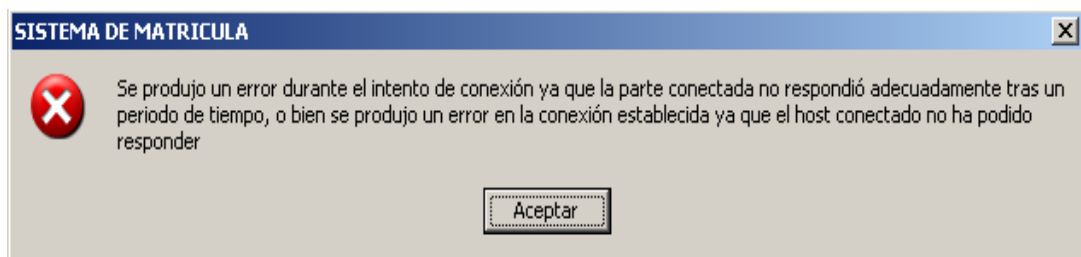 SISTEMA DE MATRICULA
Se produjo un error durante el intento de conexión ya que la parte conectada no respondió adecuadamente tras un
periodo de tiempo, o bien se produjo un error en la conexión establecida ya que el host conectado no ha podido
responder
Aceptar